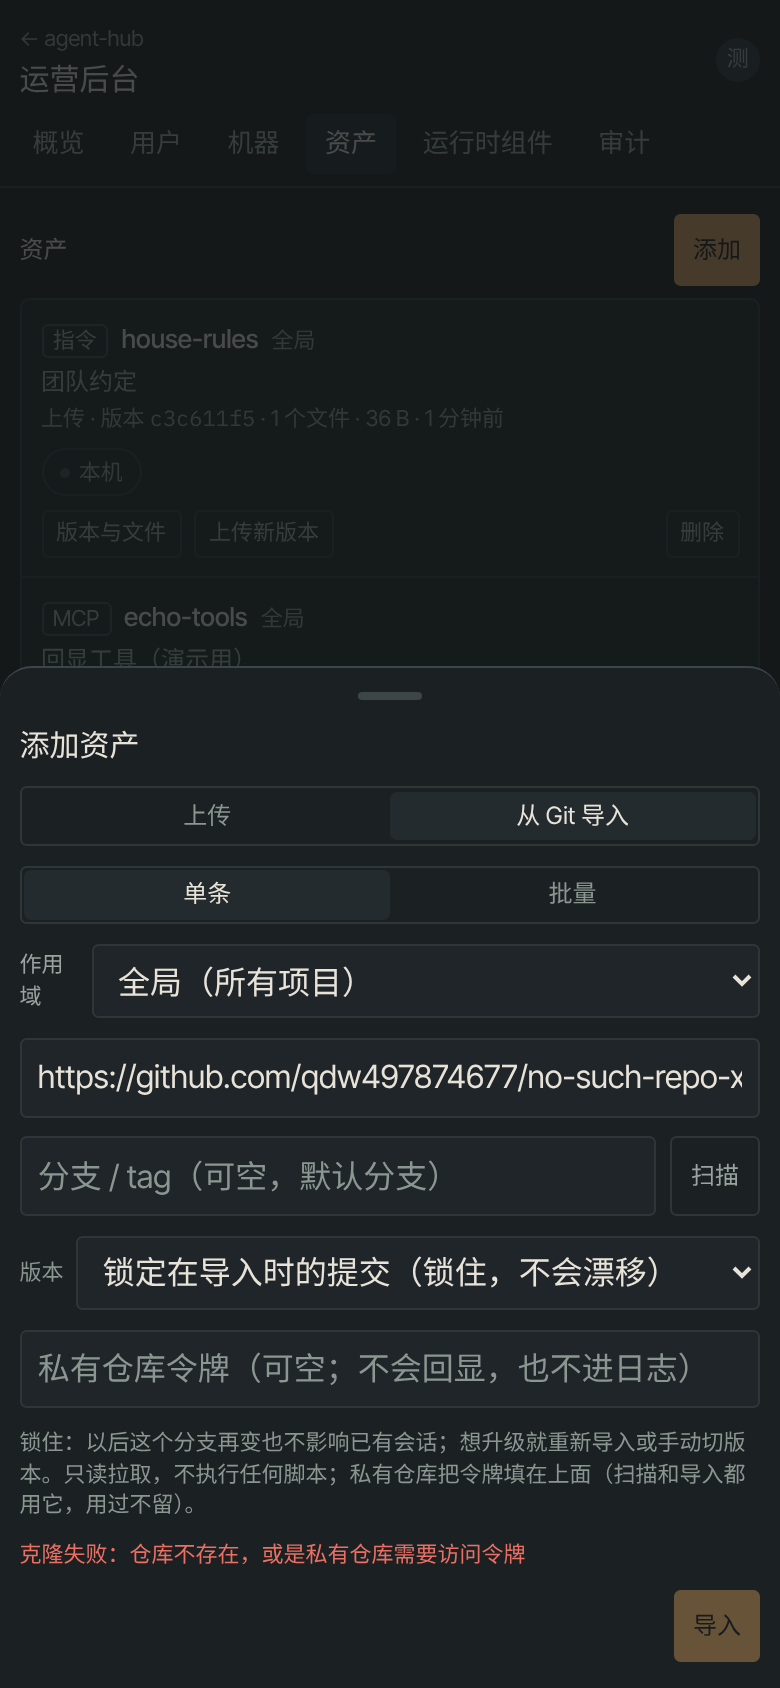 ← agent-hub
运营后台
测
概览 用户 机器 资产 运行时组件 审计
资产
添加
指令 house-rules 全局
团队约定
上传 · 版本 c3c611f5 · 1 个文件 · 36 B · 1 分钟前
本机
版本与文件 上传新版本 删除
MCP echo-tools 全局
回显工具（演示用）
添加资产
上传 从 Git 导入
单条 批量
作用
域
全局（所有项目）
https://github.com/qdw497874677/no-such-repo-x
分支 / tag（可空，默认分支） 扫描
版本 锁定在导入时的提交（锁住，不会漂移）
私有仓库令牌（可空；不会回显，也不进日志）
锁住：以后这个分支再变也不影响已有会话；想升级就重新导入或手动切版
本。只读拉取，不执行任何脚本；私有仓库把令牌填在上面（扫描和导入都
用它，用过不留）。
克隆失败：仓库不存在，或是私有仓库需要访问令牌
导入